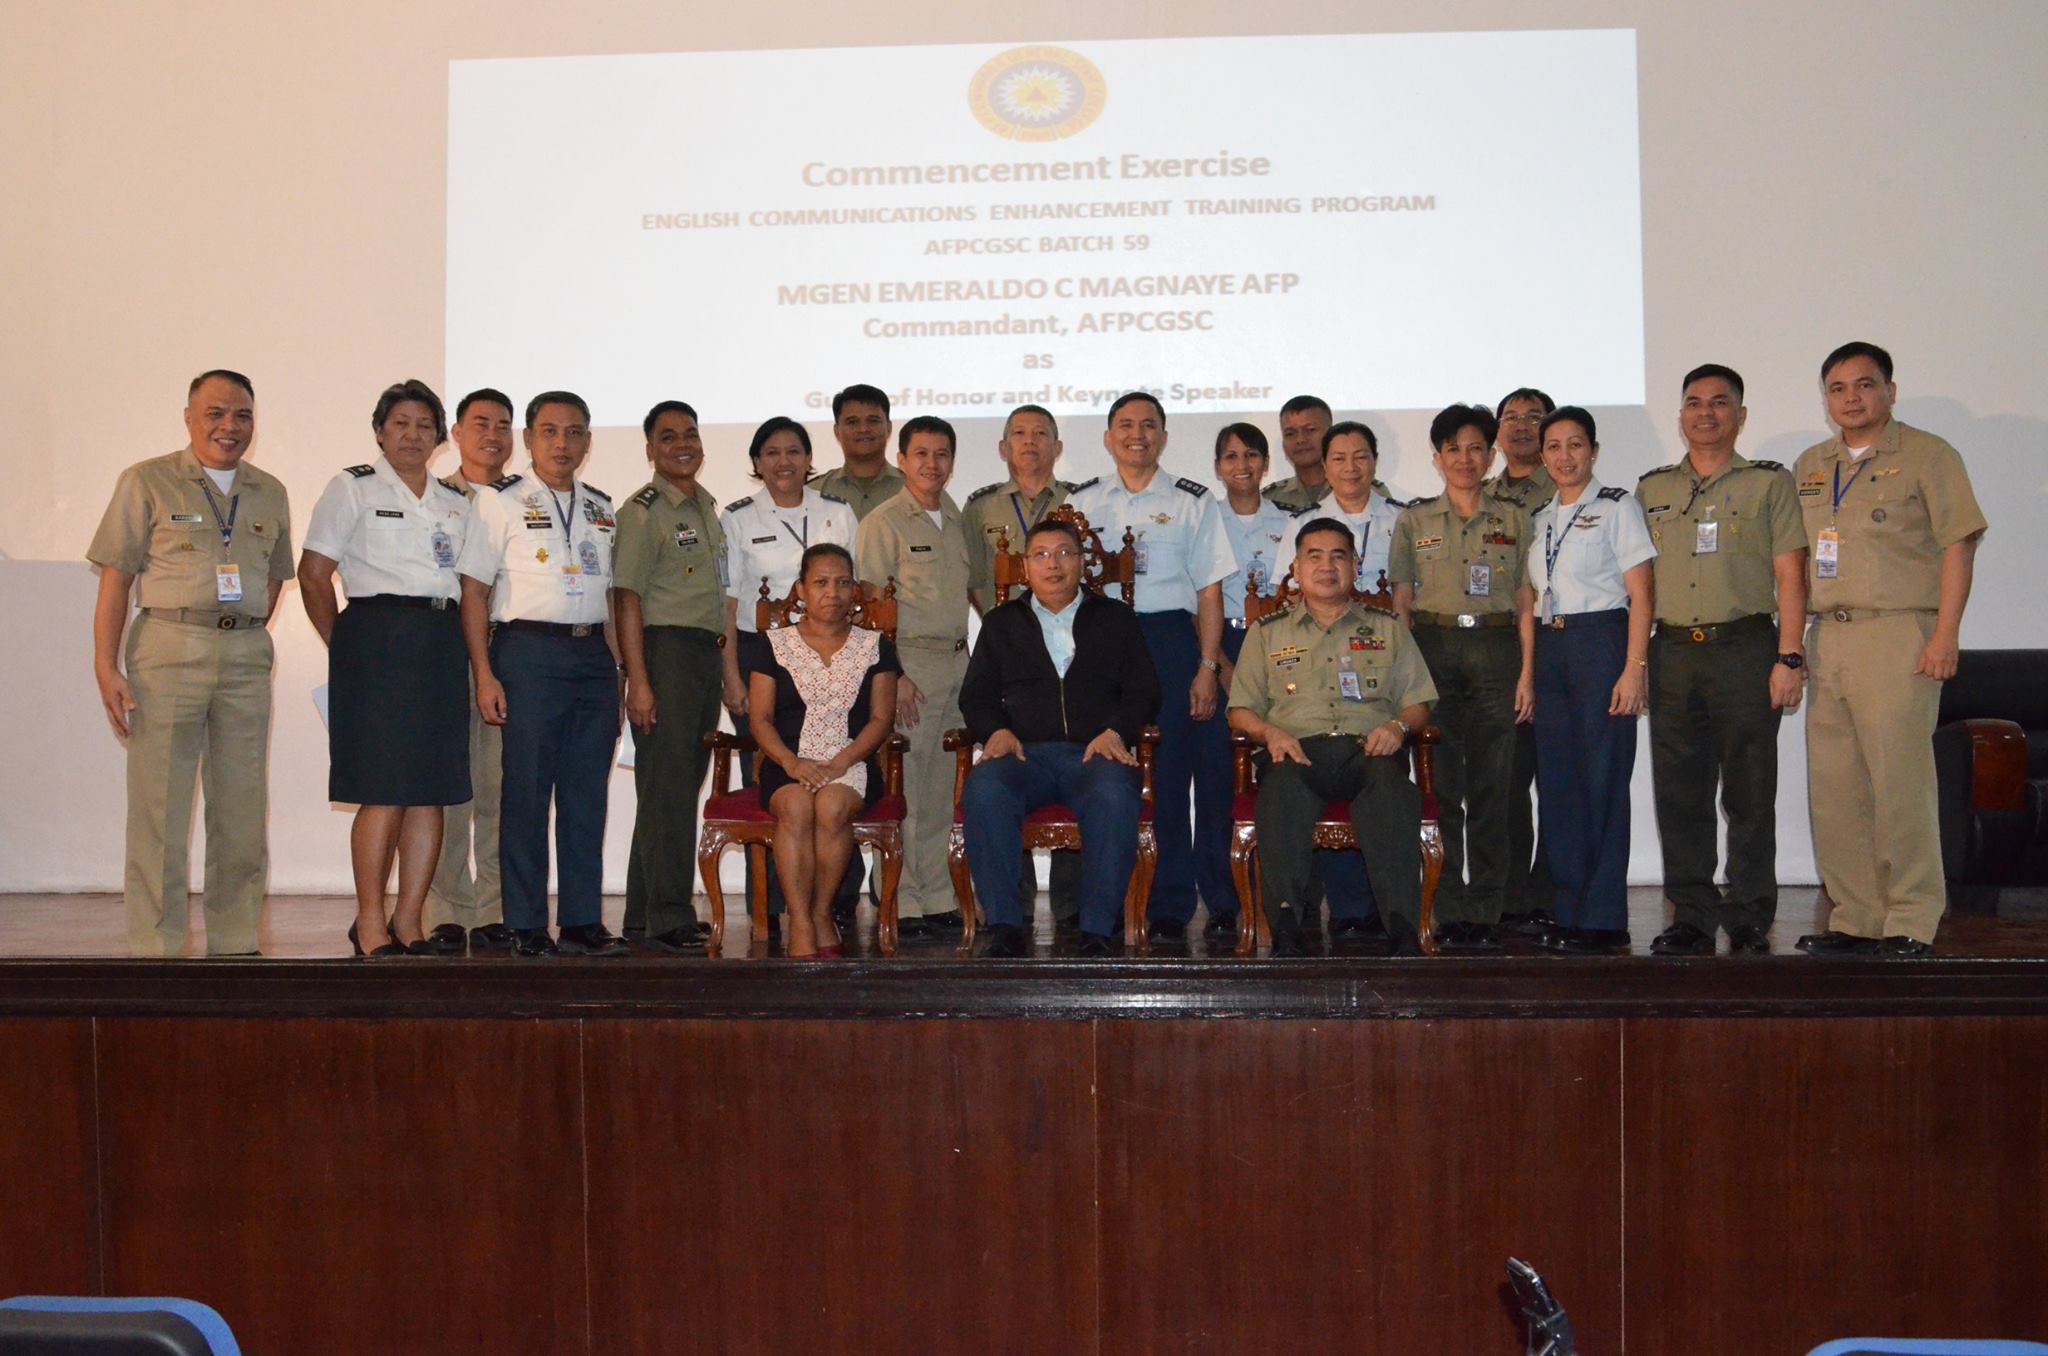 Commencement Exercise
ENGLISH COMMUNICATIONS ENHANCEMENT TRAINING PROGRAM
AFPCGSC BATCH 59
MGEN EMERALDO C MAGNAYE AFP
Commandant, AFPCGSC
as
of Honor and Keynote Speaker